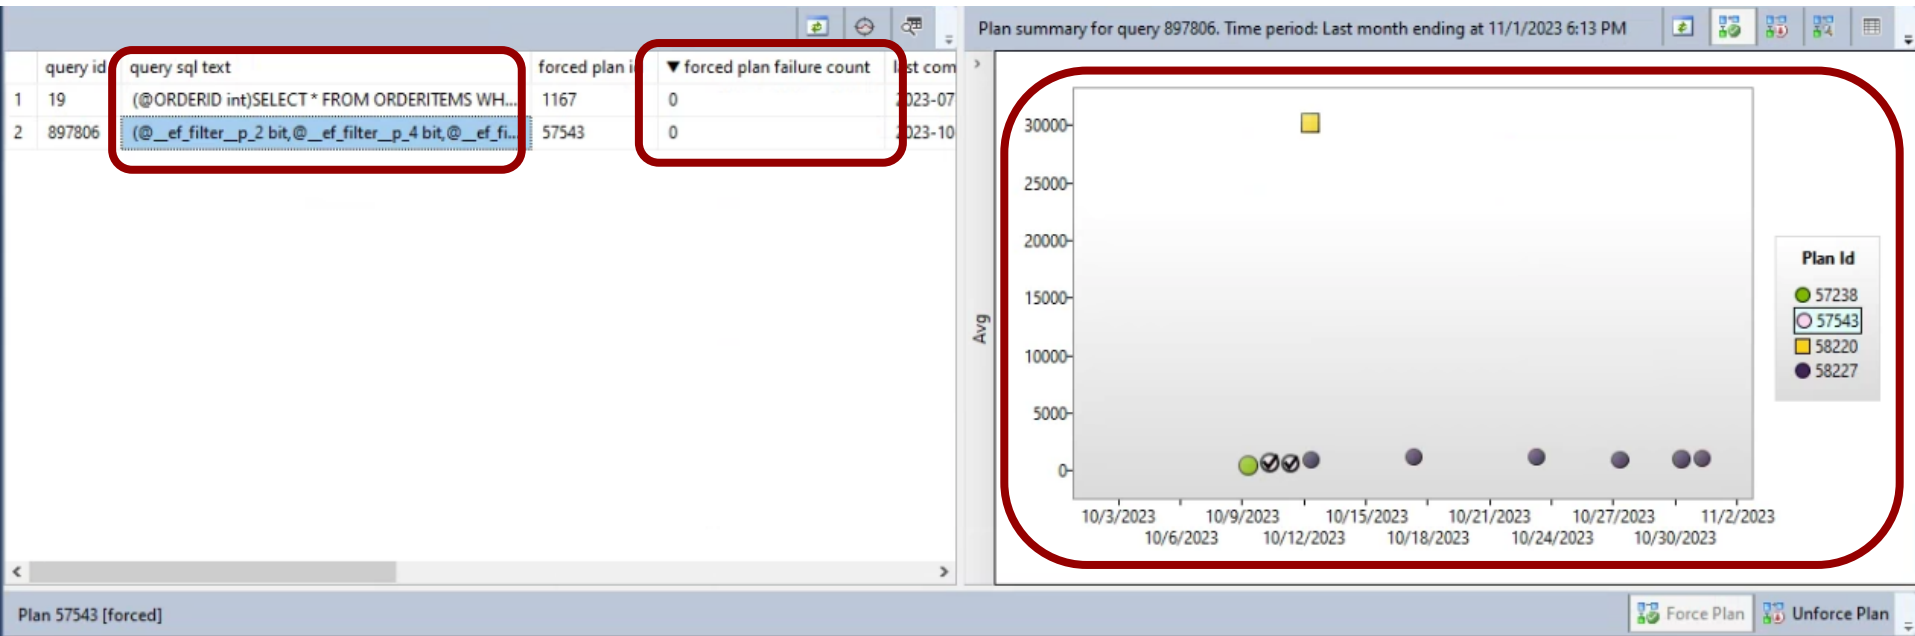 Plan summary for query 897806. Time period: Last month ending at 11/1/2023 6:13 PM
query id query sql text forced plan i ▼ forced plan failure count last com
1 19 (@ORDERID int)SELECT * FROM ORDERITEMS WH... 1167 0 2023-07
2 897806 (@__ef_filter__p_2 bit,@__ef_filter__p_4 bit,@__ef_fi... 57543 0 2023-10
Avg
30000
25000
20000
15000
10000
5000
0
10/3/2023 10/9/2023 10/15/2023 10/21/2023 10/27/2023 11/2/2023
10/6/2023 10/12/2023 10/18/2023 10/24/2023 10/30/2023
Plan Id
57238
57543
58220
58227
Plan 57543 [forced]
Force Plan Unforce Plan